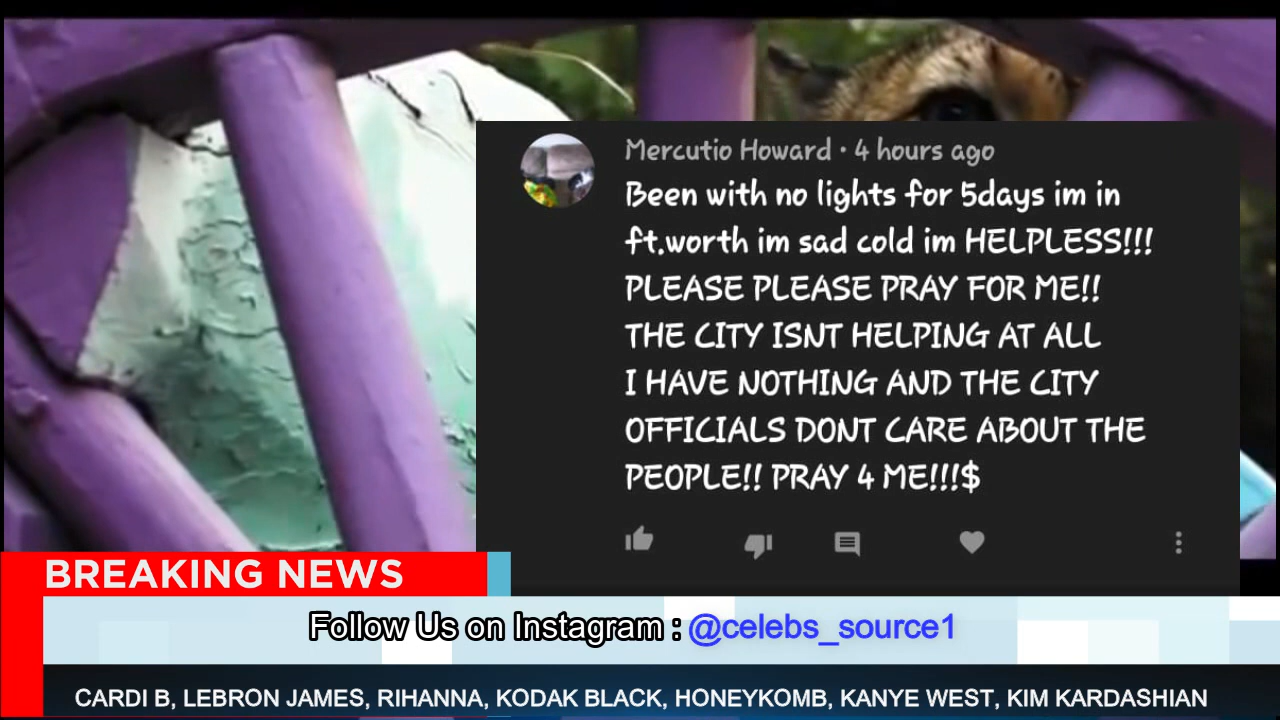 Mercutio Howard · 4 hours ago
Been with no lights for 5days im in
ft.worth im sad cold im HELPLESS!!!
PLEASE PLEASE PRAY FOR ME!!
THE CITY ISNT HELPING AT ALL
I HAVE NOTHING AND THE CITY
OFFICIALS DONT CARE ABOUT THE
PEOPLE!! PRAY 4 ME!!!$
BREAKING NEWS
Follow Us on Instagram : @celebs_source1
CARDI B, LEBRON JAMES, RIHANNA, KODAK BLACK, HONEYKOMB, KANYE WEST, KIM KARDASHIAN